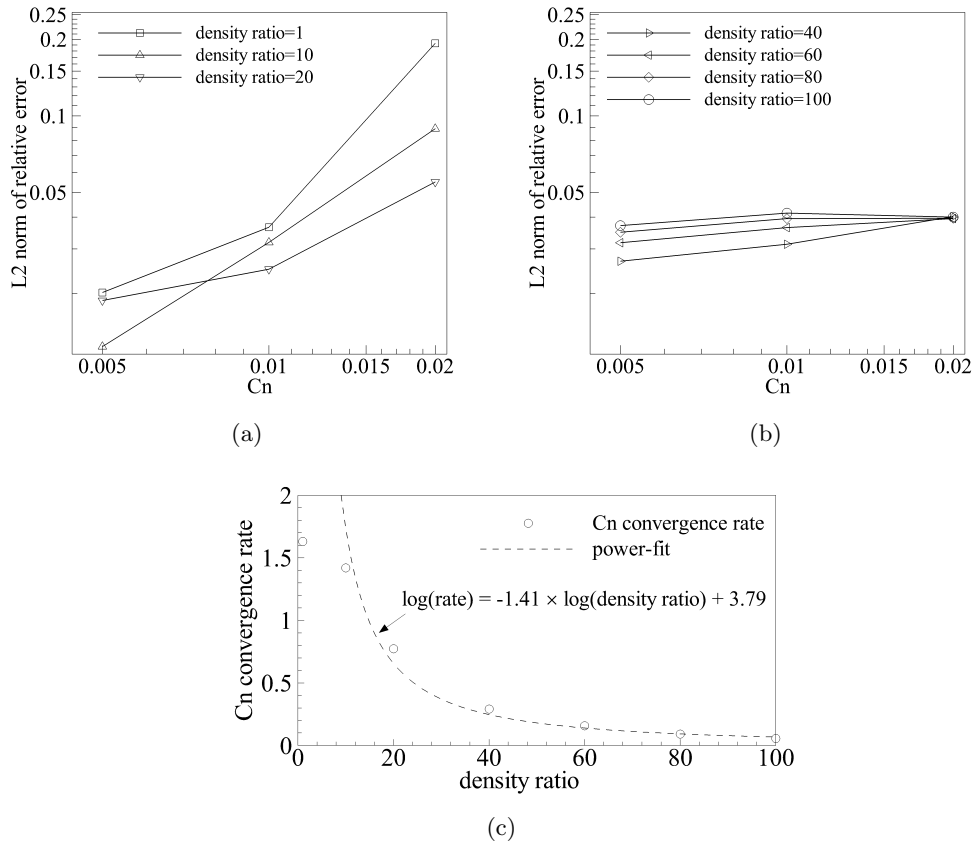 0.25
0.2
0.15
0.1
0.05
L2 norm of relative error
density ratio=1
density ratio=10
density ratio=20
0.005
0.01
0.015
0.02
Cn
(a)
0.25
0.2
0.15
0.1
0.05
L2 norm of relative error
density ratio=40
density ratio=60
density ratio=80
density ratio=100
0.005
0.01
0.015
0.02
Cn
(b)
2
1.5
1
0.5
0
Cn convergence rate
Cn convergence rate
power-fit
log(rate) = -1.41 × log(density ratio) + 3.79
0
20
40
60
80
100
density ratio
(c)